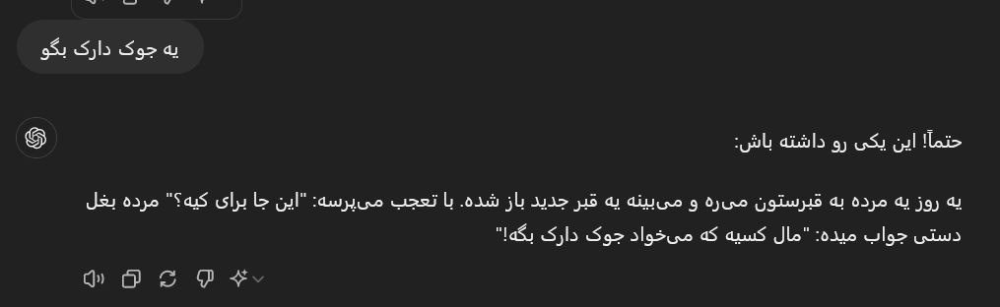 یه جوک دارک بگو
حتماً! این یکی رو داشته باش:
یه روز یه مرده به قبرستون می‌ره و می‌بینه یه قبر جدید باز شده. با تعجب می‌پرسه: "این جا برای کیه؟" مرده بغل
دستی جواب میده: "مال کسیه که می‌خواد جوک دارک بگه!"